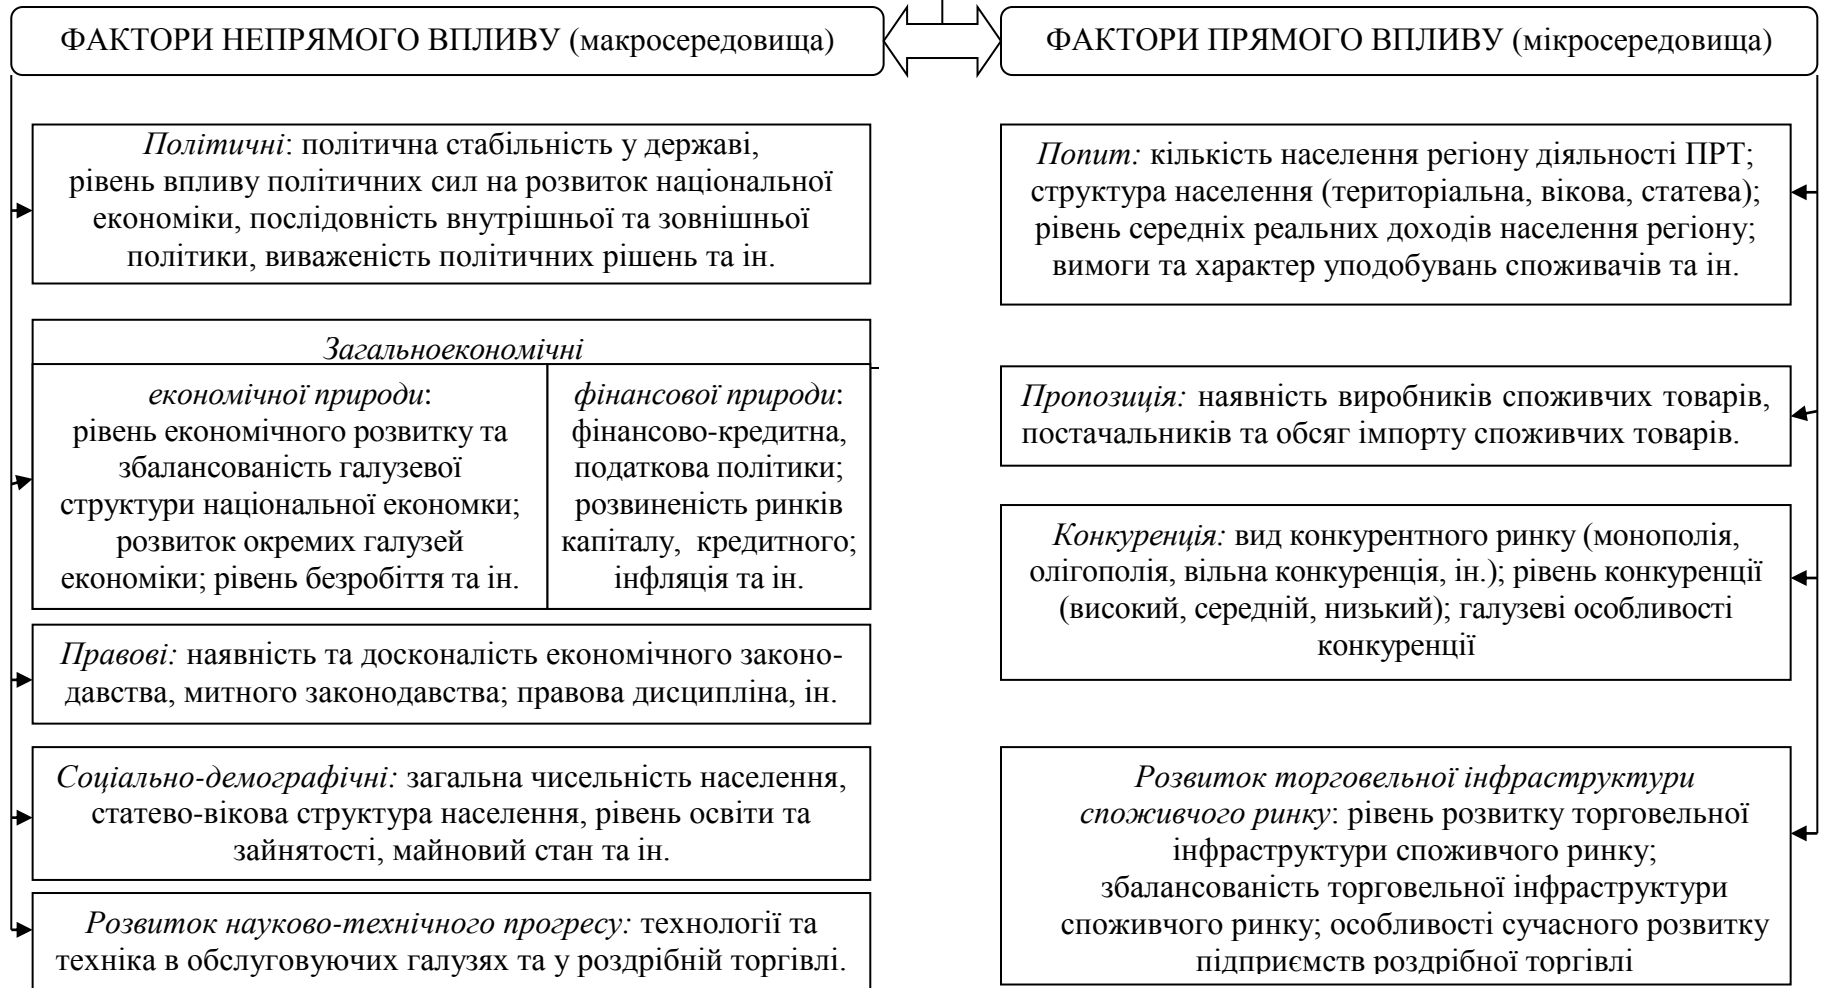 ФАКТОРИ НЕПРЯМОГО ВПЛИВУ (макросередовища)
Політичні: політична стабільність у державі,
рівень впливу політичних сил на розвиток національної
економіки, послідовність внутрішньої та зовнішньої
політики, виваженість політичних рішень та ін.
Загальноекономічні
економічної природи:
рівень економічного розвитку та
збалансованість галузевої
структури національної економки;
розвиток окремих галузей
економіки; рівень безробіття та ін.
фінансової природи:
фінансово-кредитна,
податкова політики;
розвиненість ринків
капіталу, кредитного;
інфляція та ін.
Правові: наявність та досконалість економічного законо-
давства, митного законодавства; правова дисципліна, ін.
Соціально-демографічні: загальна чисельність населення,
статево-вікова структура населення, рівень освіти та
зайнятості, майновий стан та ін.
Розвиток науково-технічного прогресу: технології та
техніка в обслуговуючих галузях та у роздрібній торгівлі.
ФАКТОРИ ПРЯМОГО ВПЛИВУ (мікросередовища)
Попит: кількість населення регіону діяльності ПРТ;
структура населення (територіальна, вікова, статева);
рівень середніх реальних доходів населення регіону;
вимоги та характер уподобувань споживачів та ін.
Пропозиція: наявність виробників споживчих товарів,
постачальників та обсяг імпорту споживчих товарів.
Конкуренція: вид конкурентного ринку (монополія,
олігополія, вільна конкуренція, ін.); рівень конкуренції
(високий, середній, низький); галузеві особливості
конкуренції
Розвиток торговельної інфраструктури
споживчого ринку: рівень розвитку торговельної
інфраструктури споживчого ринку;
збалансованість торговельної інфраструктури
споживчого ринку; особливості сучасного розвитку
підприємств роздрібної торгівлі